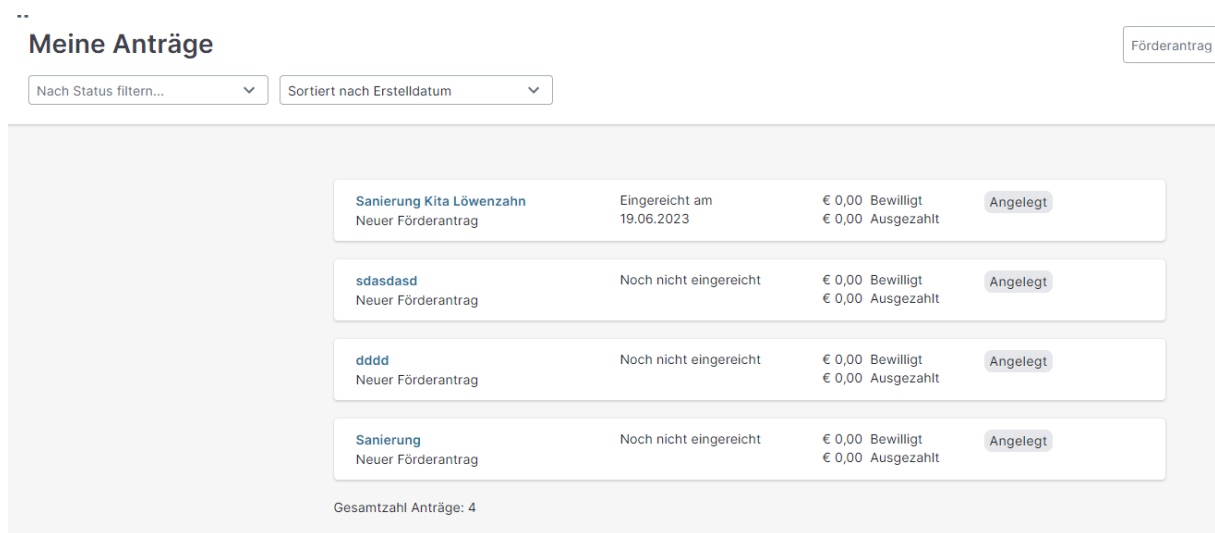 Meine Anträge
Förderantrag
Nach Status filtern...
Sortiert nach Erstelldatum
Sanierung Kita Löwenzahn
Neuer Förderantrag
Eingereicht am
19.06.2023
€ 0,00 Bewilligt
€ 0,00 Ausgezahlt
Angelegt
sdasdasd
Neuer Förderantrag
Noch nicht eingereicht
€ 0,00 Bewilligt
€ 0,00 Ausgezahlt
Angelegt
dddd
Neuer Förderantrag
Noch nicht eingereicht
€ 0,00 Bewilligt
€ 0,00 Ausgezahlt
Angelegt
Sanierung
Neuer Förderantrag
Noch nicht eingereicht
€ 0,00 Bewilligt
€ 0,00 Ausgezahlt
Angelegt
Gesamtzahl Anträge: 4